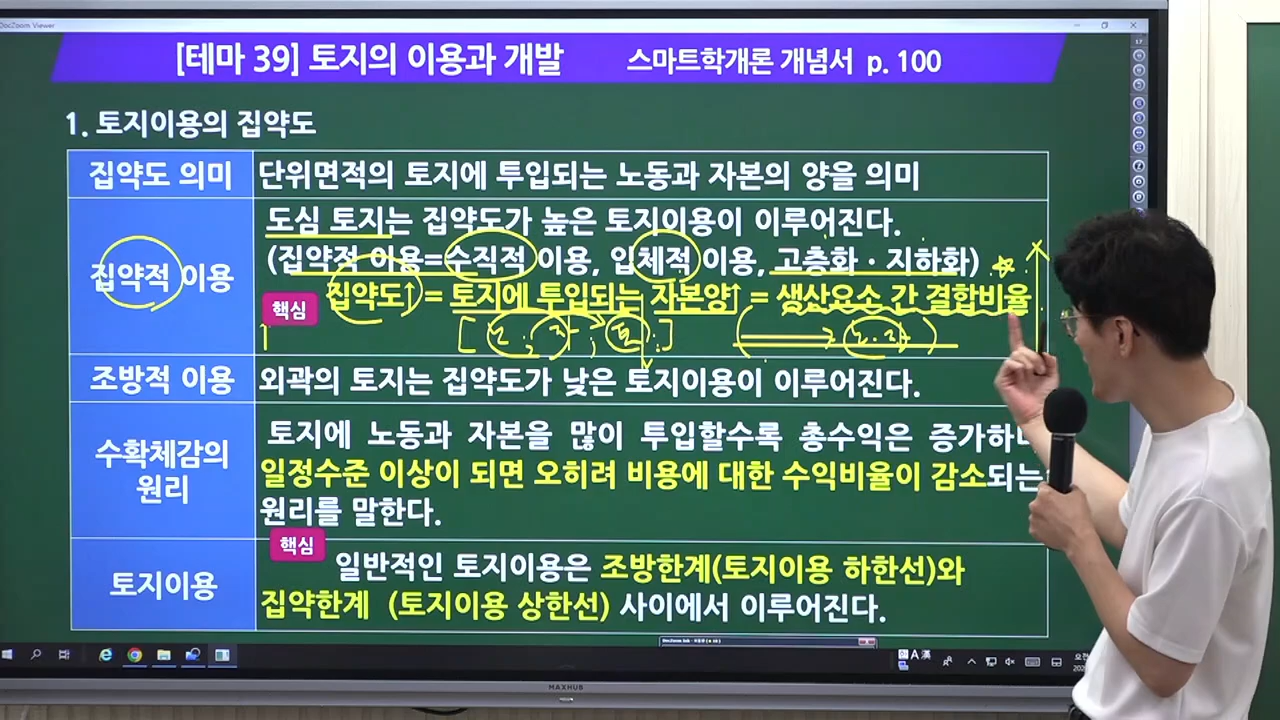 DocZoom Viewer
[테마 39] 토지의 이용과 개발 스마트학개론 개념서 p. 100
1. 토지이용의 집약도
집약도 의미
단위면적의 토지에 투입되는 노동과 자본의 양을 의미
집약적 이용
도심 토지는 집약도가 높은 토지이용이 이루어진다.
(집약적 이용=수직적 이용, 입체적 이용, 고층화 · 지하화)
핵심
집약도↑ = 토지에 투입되는 자본양↑ = 생산요소 간 결합비율
조방적 이용
외곽의 토지는 집약도가 낮은 토지이용이 이루어진다.
수확체감의
원리
토지에 노동과 자본을 많이 투입할수록 총수익은 증가하
일정수준 이상이 되면 오히려 비용에 대한 수익비율이 감소되는
원리를 말한다.
토지이용
핵심
일반적인 토지이용은 조방한계(토지이용 하한선)와
집약한계 (토지이용 상한선) 사이에서 이루어진다.
MAXHUB